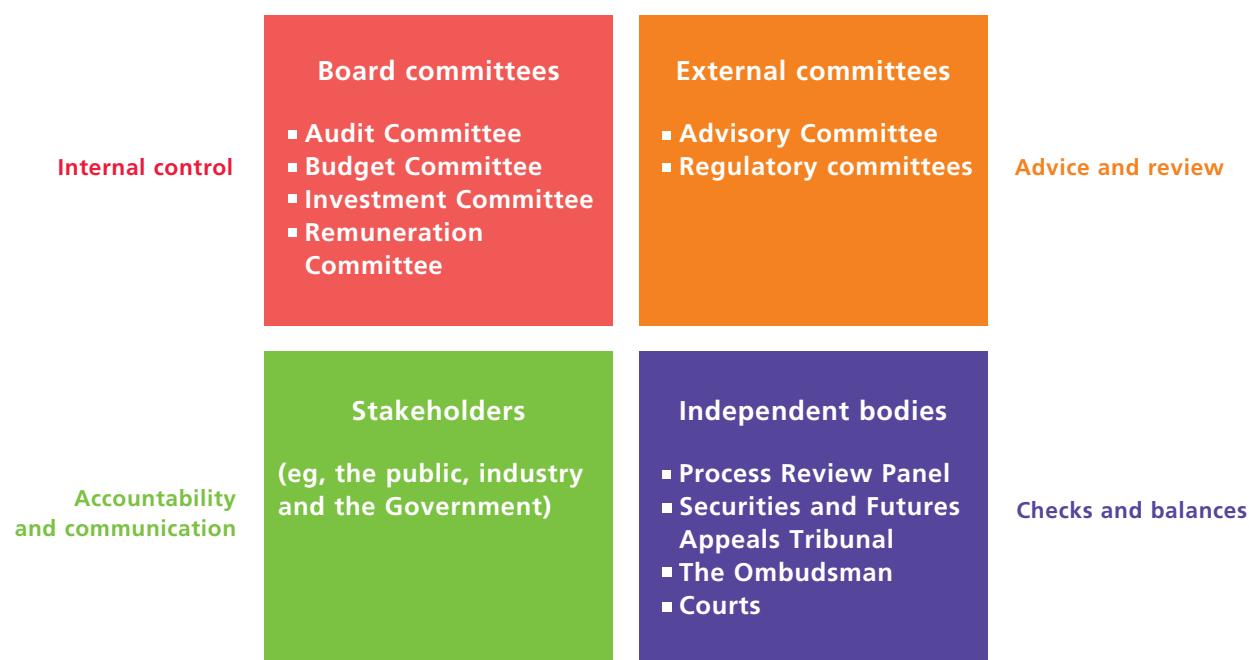 Internal control
Board committees
Audit Committee
Budget Committee
Investment Committee
Remuneration
Committee
External committees
Advisory Committee
Regulatory committees
Advice and review
Accountability
and communication
Stakeholders
(eg, the public, industry
and the Government)
Independent bodies
Process Review Panel
Securities and Futures
Appeals Tribunal
The Ombudsman
Courts
Checks and balances